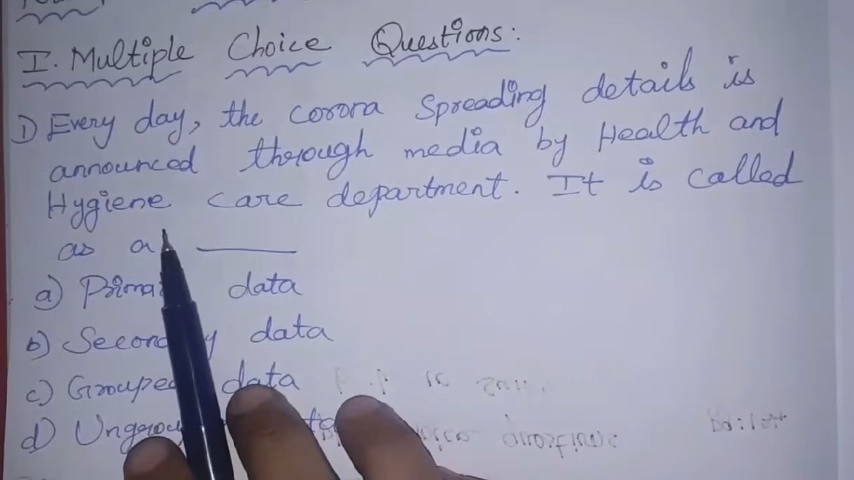 I. Multiple Choice Questions:
1) Every day, the corona spreading details is
announced through media by Health and
Hygiene care department. It is called
as a
a) data
b) data
c) Grouped data
d)